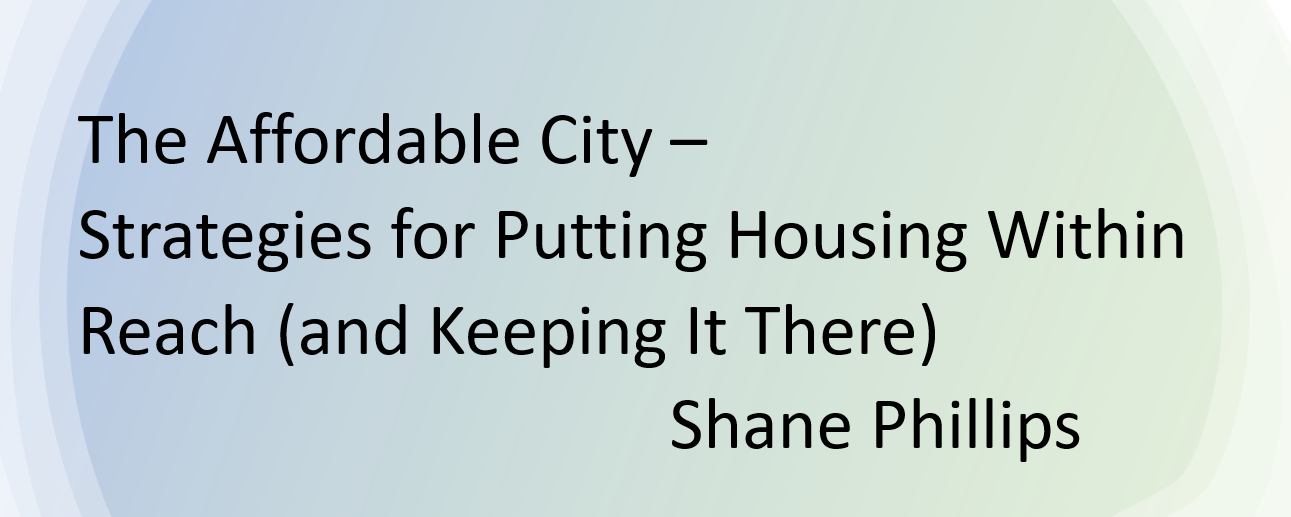 The Affordable City –
Strategies for Putting Housing Within
Reach (and Keeping It There)
Shane Phillips